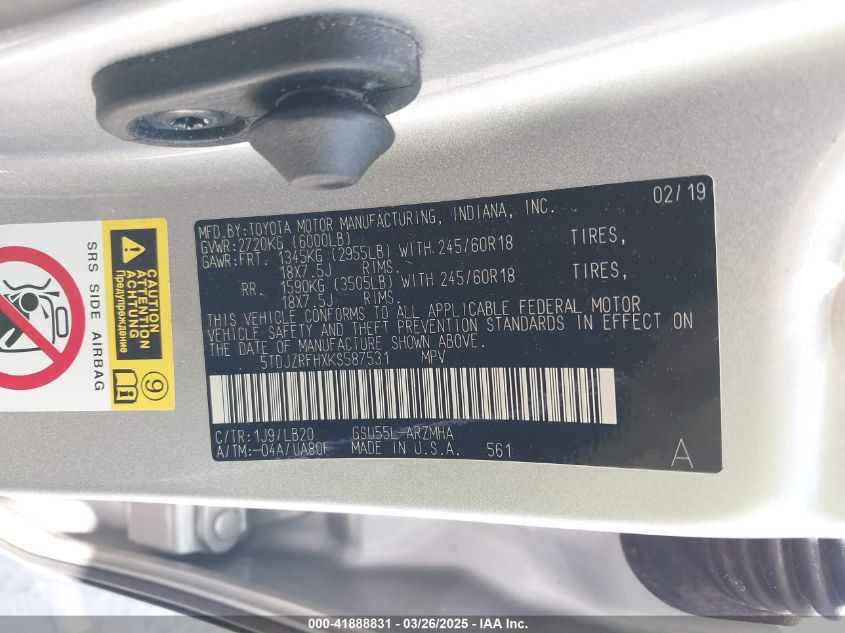 02/19
MFD.BY:TOYOTA MOTOR MANUFACTURING, INDIANA, INC.
GVWR:2720KG (6000LB)
GAWR:FRT. 1345KG (2955LB) WITH 245/60R18 TIRES,
18X7.5J RIMS.
RR. 1590KG (3505LB) WITH 245/60R18 TIRES,
18X7.5J RIMS.
THIS VEHICLE CONFORMS TO ALL APPLICABLE FEDERAL MOTOR
VEHICLE SAFETY AND THEFT PREVENTION STANDARDS IN EFFECT ON
THE DATE OF MANUFACTURE SHOWN ABOVE.
5TDJZRFHXKS587531 MPV
C/TR:1J9/LB20 GSU55L-ARZMHA
A/TM:-04A/UA80F MADE IN U.S.A. 561
A
SRS SIDE AIRBAG
CAUTION
ATTENTION
ACHTUNG
Предупреждение
9
000-41888831 - 03/26/2025 - IAA Inc.